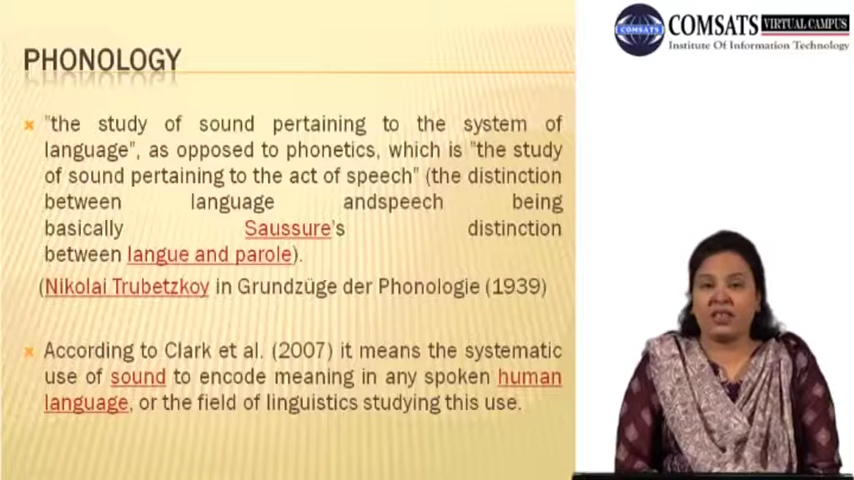 PHONOLOGY
"the study of sound pertaining to the system of
language", as opposed to phonetics, which is "the study
of sound pertaining to the act of speech" (the distinction
between language andspeech being
basically Saussure's distinction
between langue and parole).
(Nikolai Trubetzkoy in Grundzüge der Phonologie (1939)
According to Clark et al. (2007) it means the systematic
use of sound to encode meaning in any spoken human
language, or the field of linguistics studying this use.
COMSATS
COMSATS VIRTUAL CAMPUS
Institute Of Information Technology